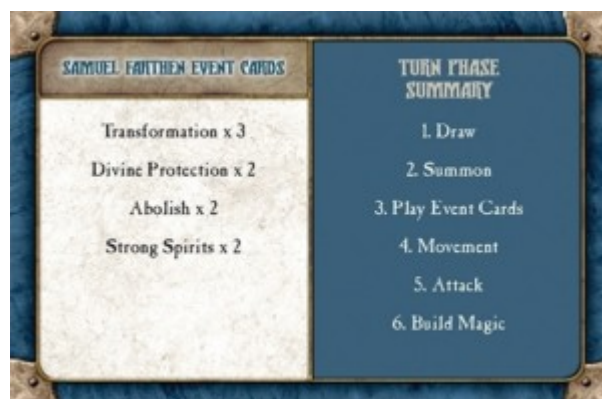 SAMUEL FARTHEN EVENT CARDS
Transformation x 3
Divine Protection x 2
Abolish x 2
Strong Spirits x 2
TURN PHASE
SUMMARY
1. Draw
2. Summon
3. Play Event Cards
4. Movement
5. Attack
6. Build Magic